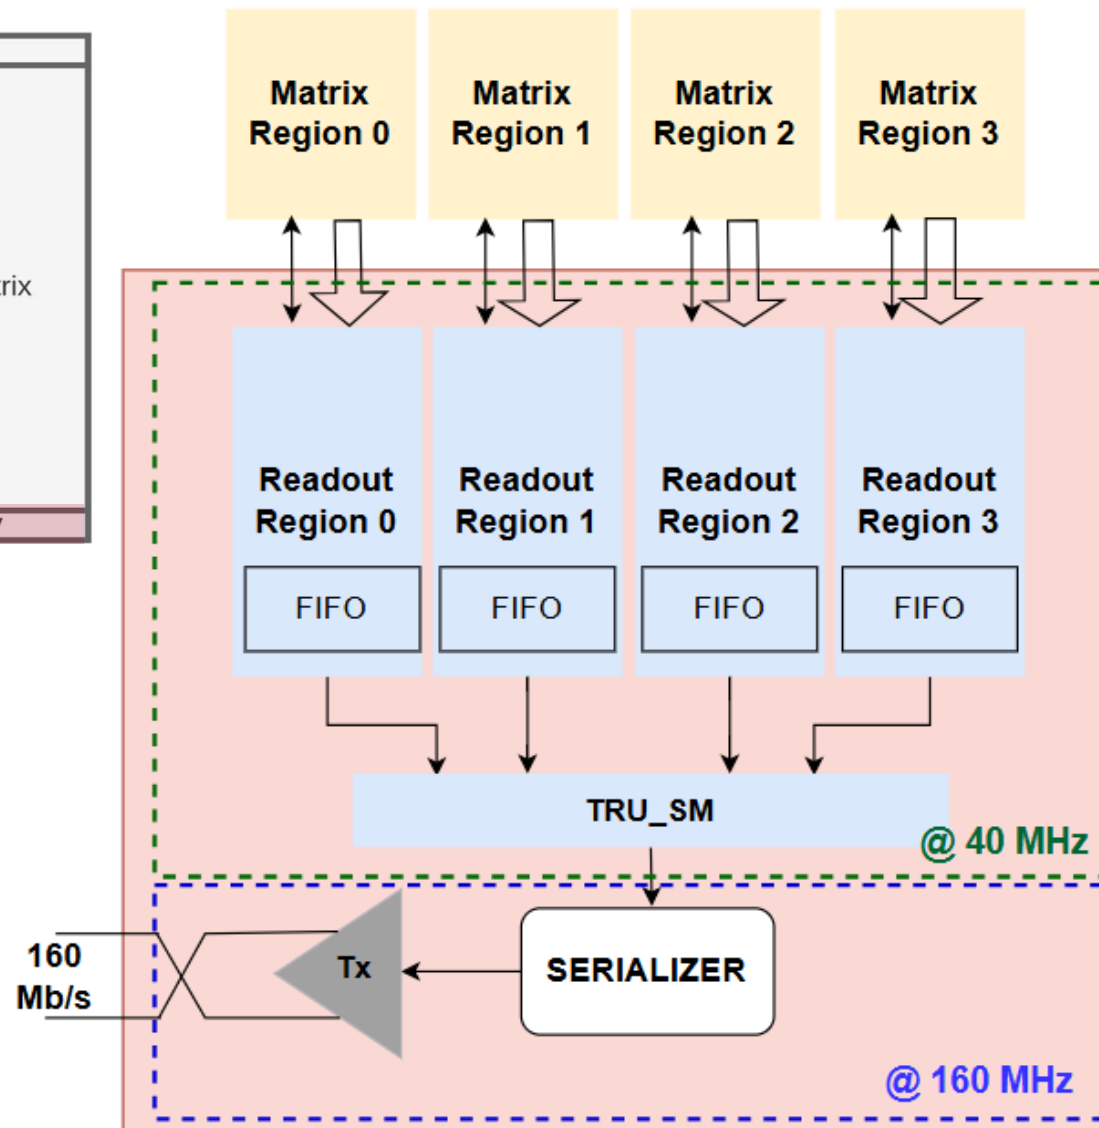 Matrix
Region 0
Matrix
Region 1
Matrix
Region 2
Matrix
Region 3
Readout
Region 0
Readout
Region 1
Readout
Region 2
Readout
Region 3
FIFO
FIFO
FIFO
FIFO
TRU_SM
@ 40 MHz
160
Mb/s
Tx
SERIALIZER
@ 160 MHz